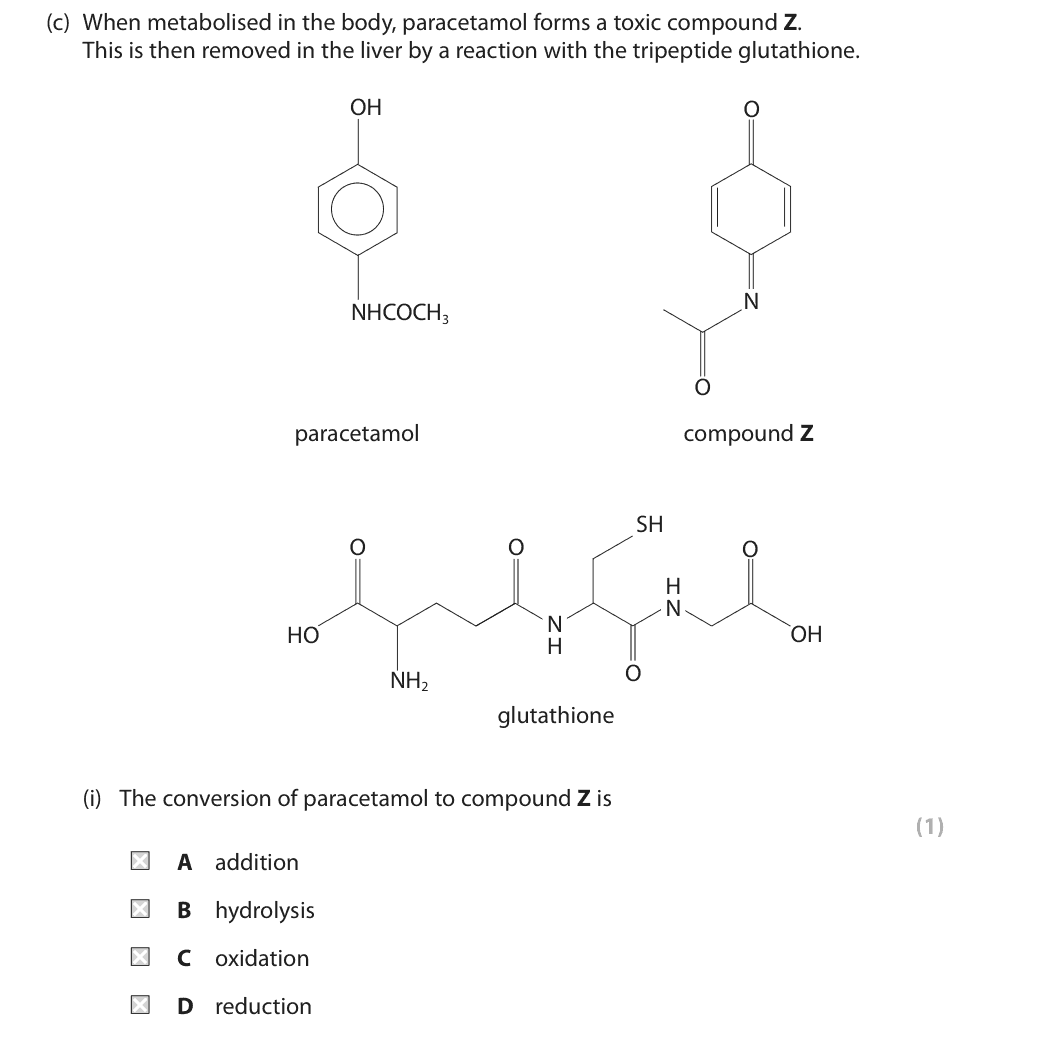 (c) When metabolised in the body, paracetamol forms a toxic compound Z.
This is then removed in the liver by a reaction with the tripeptide glutathione.
OH
O
NHCOCH₃
N
O
paracetamol
compound Z
SH
O
O
O
H
N
HO
N
H
OH
O
NH₂
glutathione
(i) The conversion of paracetamol to compound Z is
(1)
A addition
B hydrolysis
C oxidation
D reduction